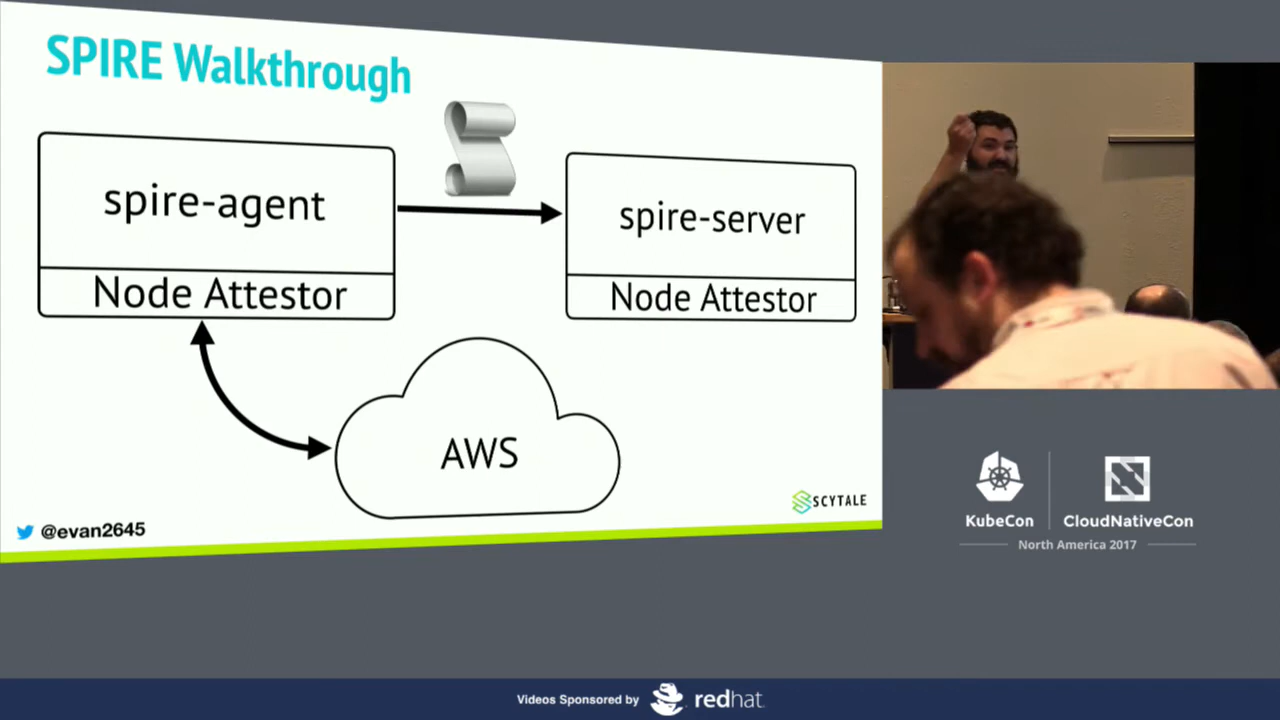 SPIRE Walkthrough
spire-agent
Node Attestor
spire-server
Node Attestor
AWS
SCYTALE
@evan2645
KubeCon
CloudNativeCon
North America 2017
Videos Sponsored by
redhat.